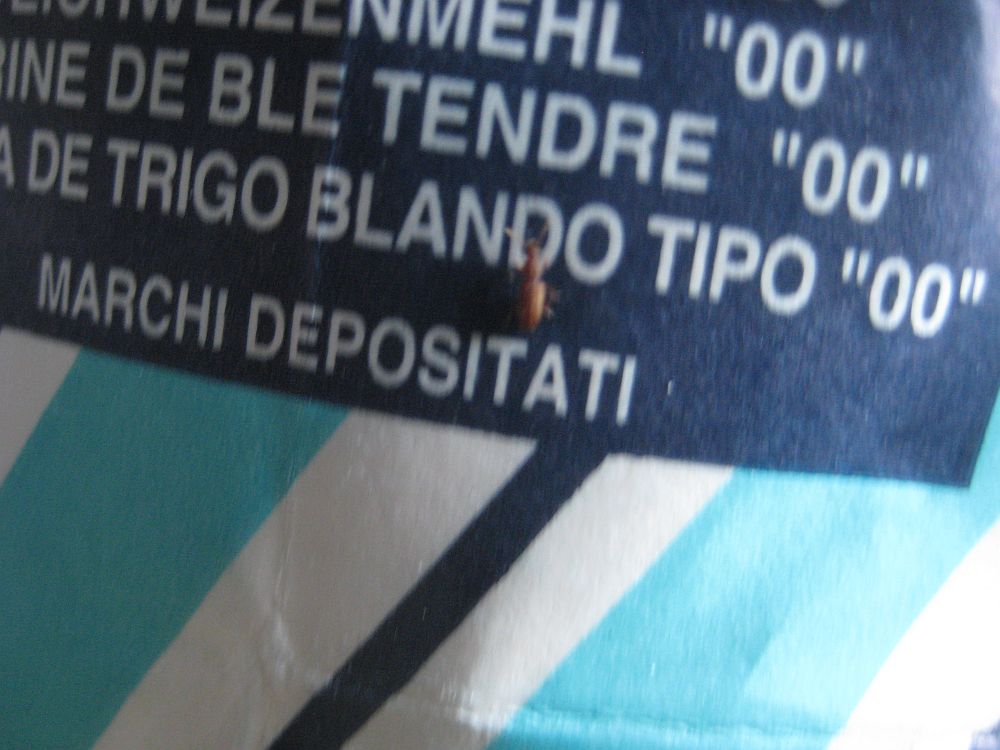 "00"
DE BLE TENDRE "00"
DE TRIGO BLANDO TIPO "00"
MARCHI DEPOSITATI